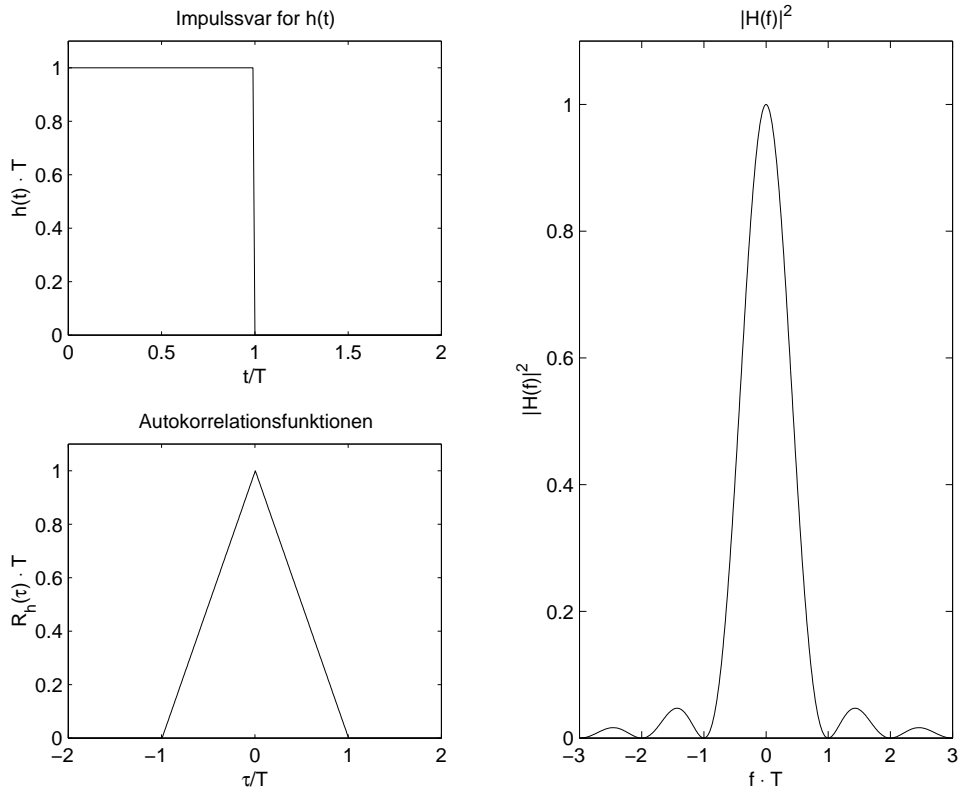 Impulssvar for h(t)
h(t) · T
1
0.8
0.6
0.4
0.2
0
0 0.5 1 1.5 2
t/T
Autokorrelationsfunktionen
R_h(τ) · T
1
0.8
0.6
0.4
0.2
0
−2 −1 0 1 2
τ/T
|H(f)|²
|H(f)|²
1
0.8
0.6
0.4
0.2
0
−3 −2 −1 0 1 2 3
f · T